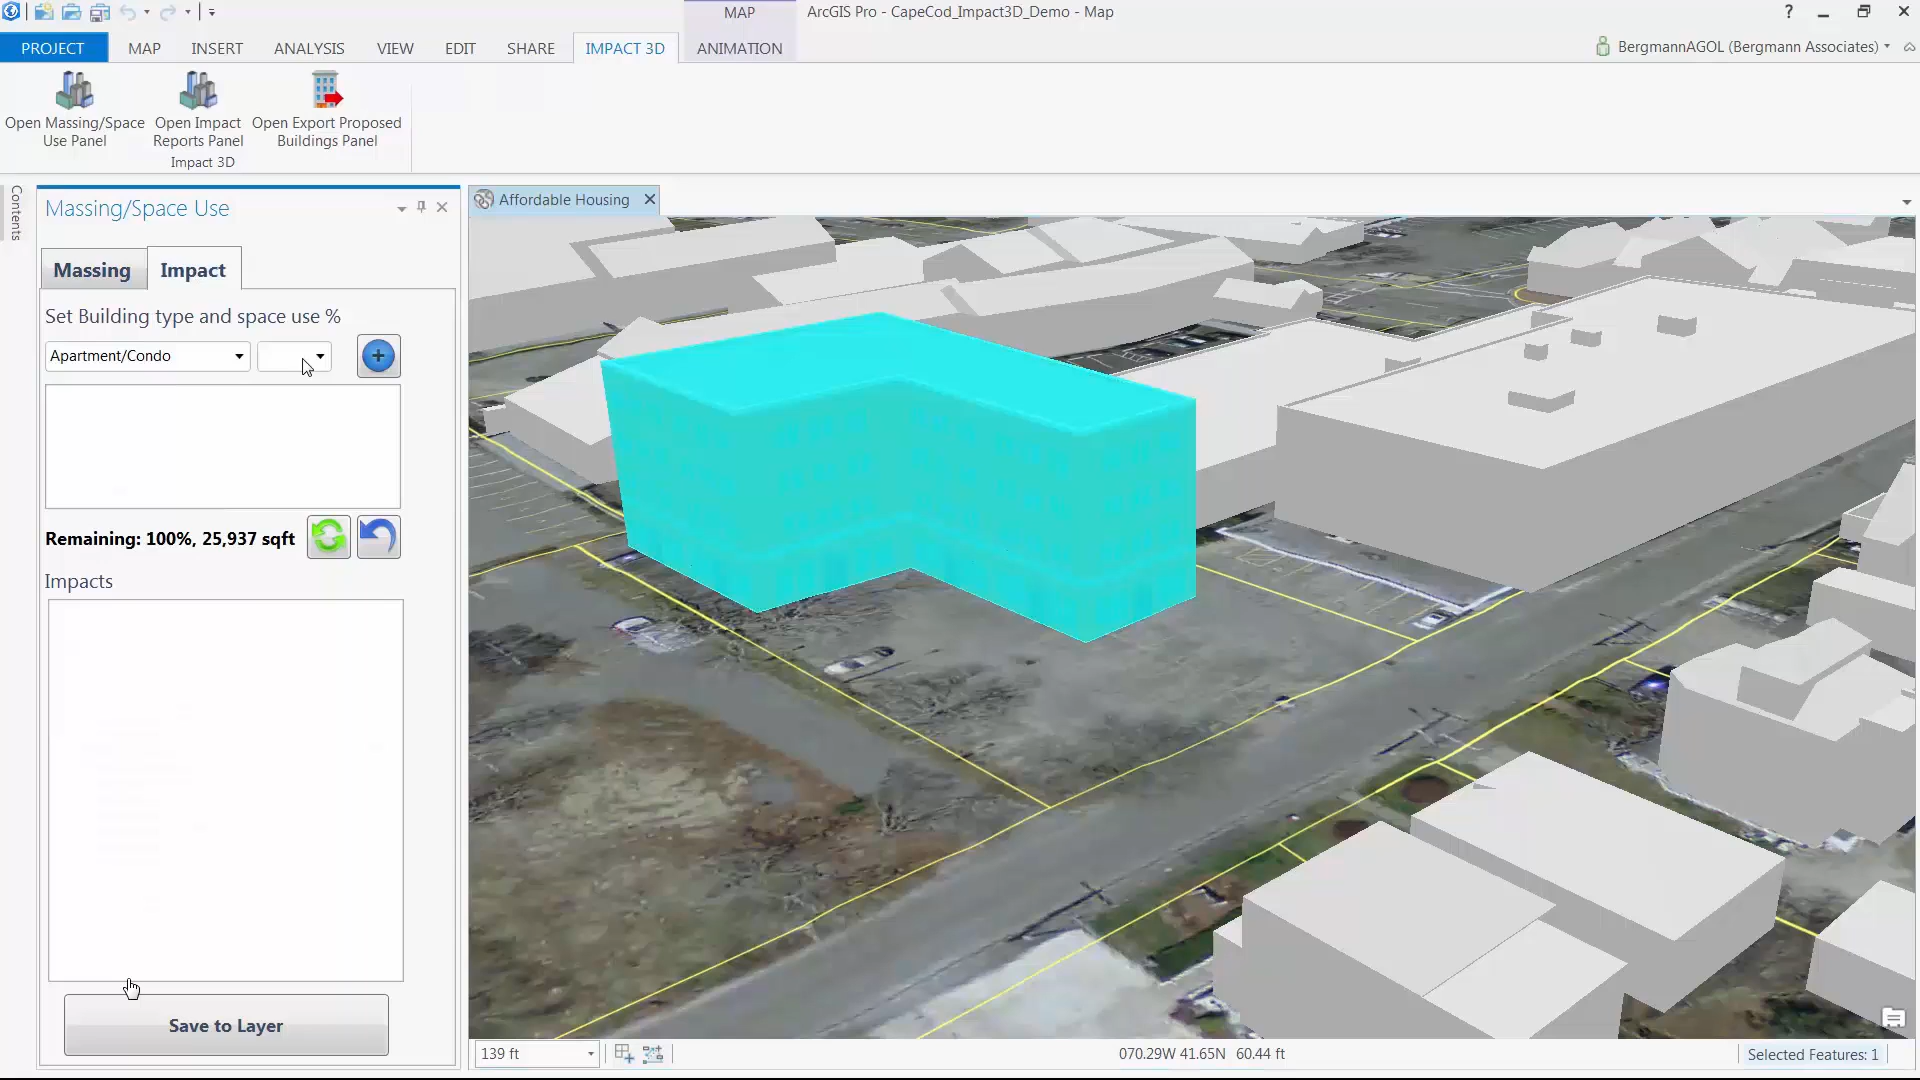 MAP
ArcGIS Pro - CapeCod_Impact3D_Demo - Map
?
PROJECT
MAP
INSERT
ANALYSIS
VIEW
EDIT
SHARE
IMPACT 3D
ANIMATION
BergmannAGOL (Bergmann Associates)
Open Massing/Space
Use Panel
Open Impact
Reports Panel
Open Export Proposed
Buildings Panel
Impact 3D
Contents
Massing/Space Use
Massing
Impact
Set Building type and space use %
Apartment/Condo
Remaining: 100%, 25,937 sqft
Impacts
Save to Layer
Affordable Housing
139 ft
070.29W 41.65N 60.44 ft
Selected Features: 1